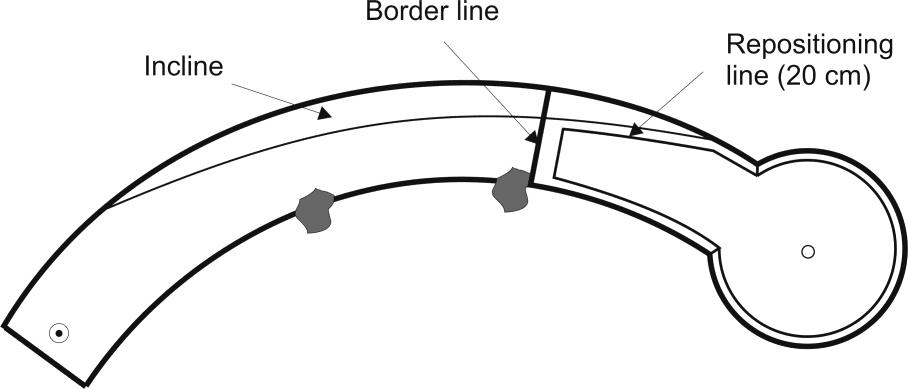 Border line
Incline
Repositioning
line (20 cm)